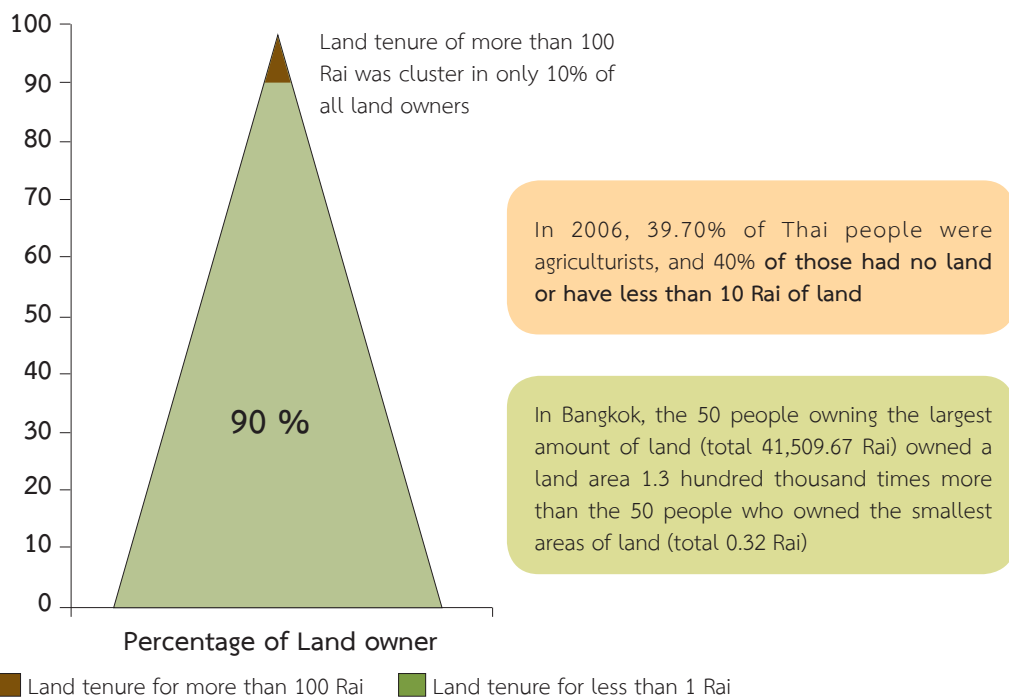 100
90
80
70
60
50
40
30
20
10
0
Land tenure of more than 100
Rai was cluster in only 10% of
all land owners
90 %
Percentage of Land owner
Land tenure for more than 100 Rai
Land tenure for less than 1 Rai
In 2006, 39.70% of Thai people were
agriculturists, and 40% of those had no land
or have less than 10 Rai of land
In Bangkok, the 50 people owning the largest
amount of land (total 41,509.67 Rai) owned a
land area 1.3 hundred thousand times more
than the 50 people who owned the smallest
areas of land (total 0.32 Rai)